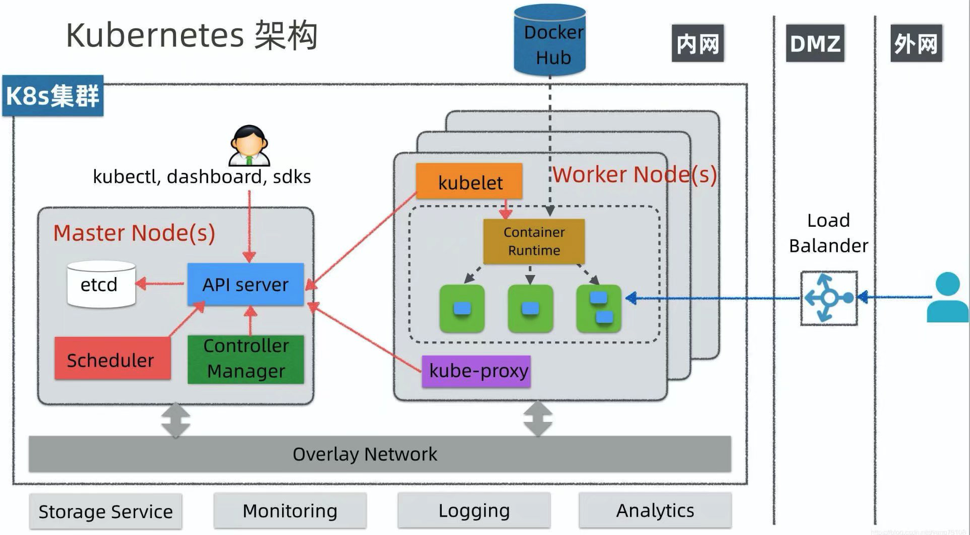 Kubernetes 架构
Docker
Hub
内网
DMZ
外网
K8s集群
kubectl, dashboard, sdks
kubelet
Worker Node(s)
Master Node(s)
Container
Runtime
etcd
API server
Load
Balander
Scheduler
Controller
Manager
kube-proxy
Overlay Network
Storage Service
Monitoring
Logging
Analytics